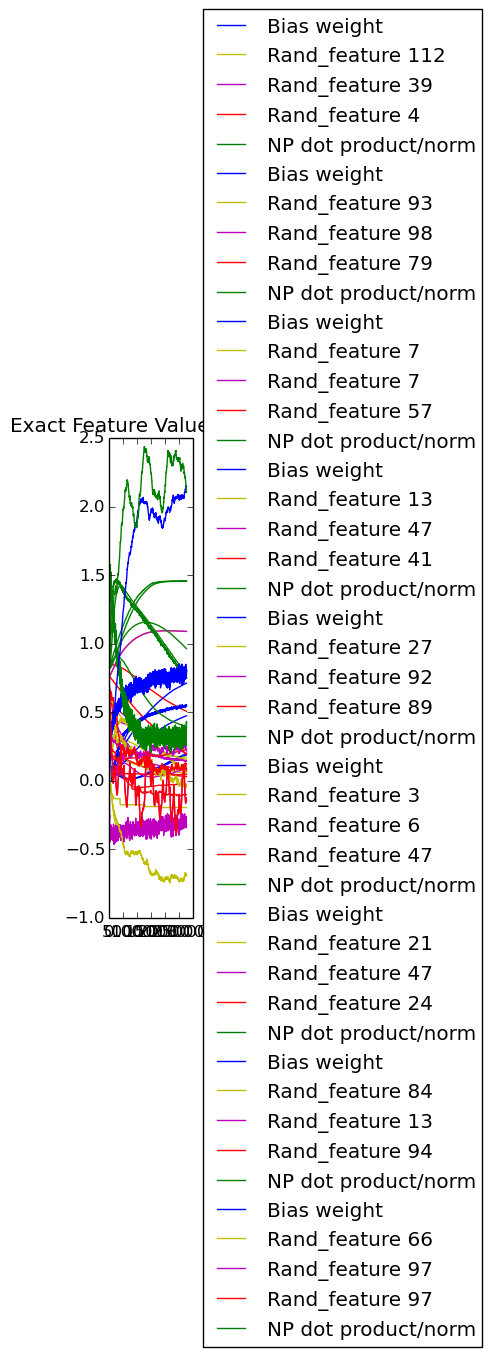 Exact Feature Value
2.5
2.0
1.5
1.0
0.5
0.0
−0.5
−1.0
Bias weight
Rand_feature 112
Rand_feature 39
Rand_feature 4
NP dot product/norm
Bias weight
Rand_feature 93
Rand_feature 98
Rand_feature 79
NP dot product/norm
Bias weight
Rand_feature 7
Rand_feature 7
Rand_feature 57
NP dot product/norm
Bias weight
Rand_feature 13
Rand_feature 47
Rand_feature 41
NP dot product/norm
Bias weight
Rand_feature 27
Rand_feature 92
Rand_feature 89
NP dot product/norm
Bias weight
Rand_feature 3
Rand_feature 6
Rand_feature 47
NP dot product/norm
Bias weight
Rand_feature 21
Rand_feature 47
Rand_feature 24
NP dot product/norm
Bias weight
Rand_feature 84
Rand_feature 13
Rand_feature 94
NP dot product/norm
Bias weight
Rand_feature 66
Rand_feature 97
Rand_feature 97
NP dot product/norm